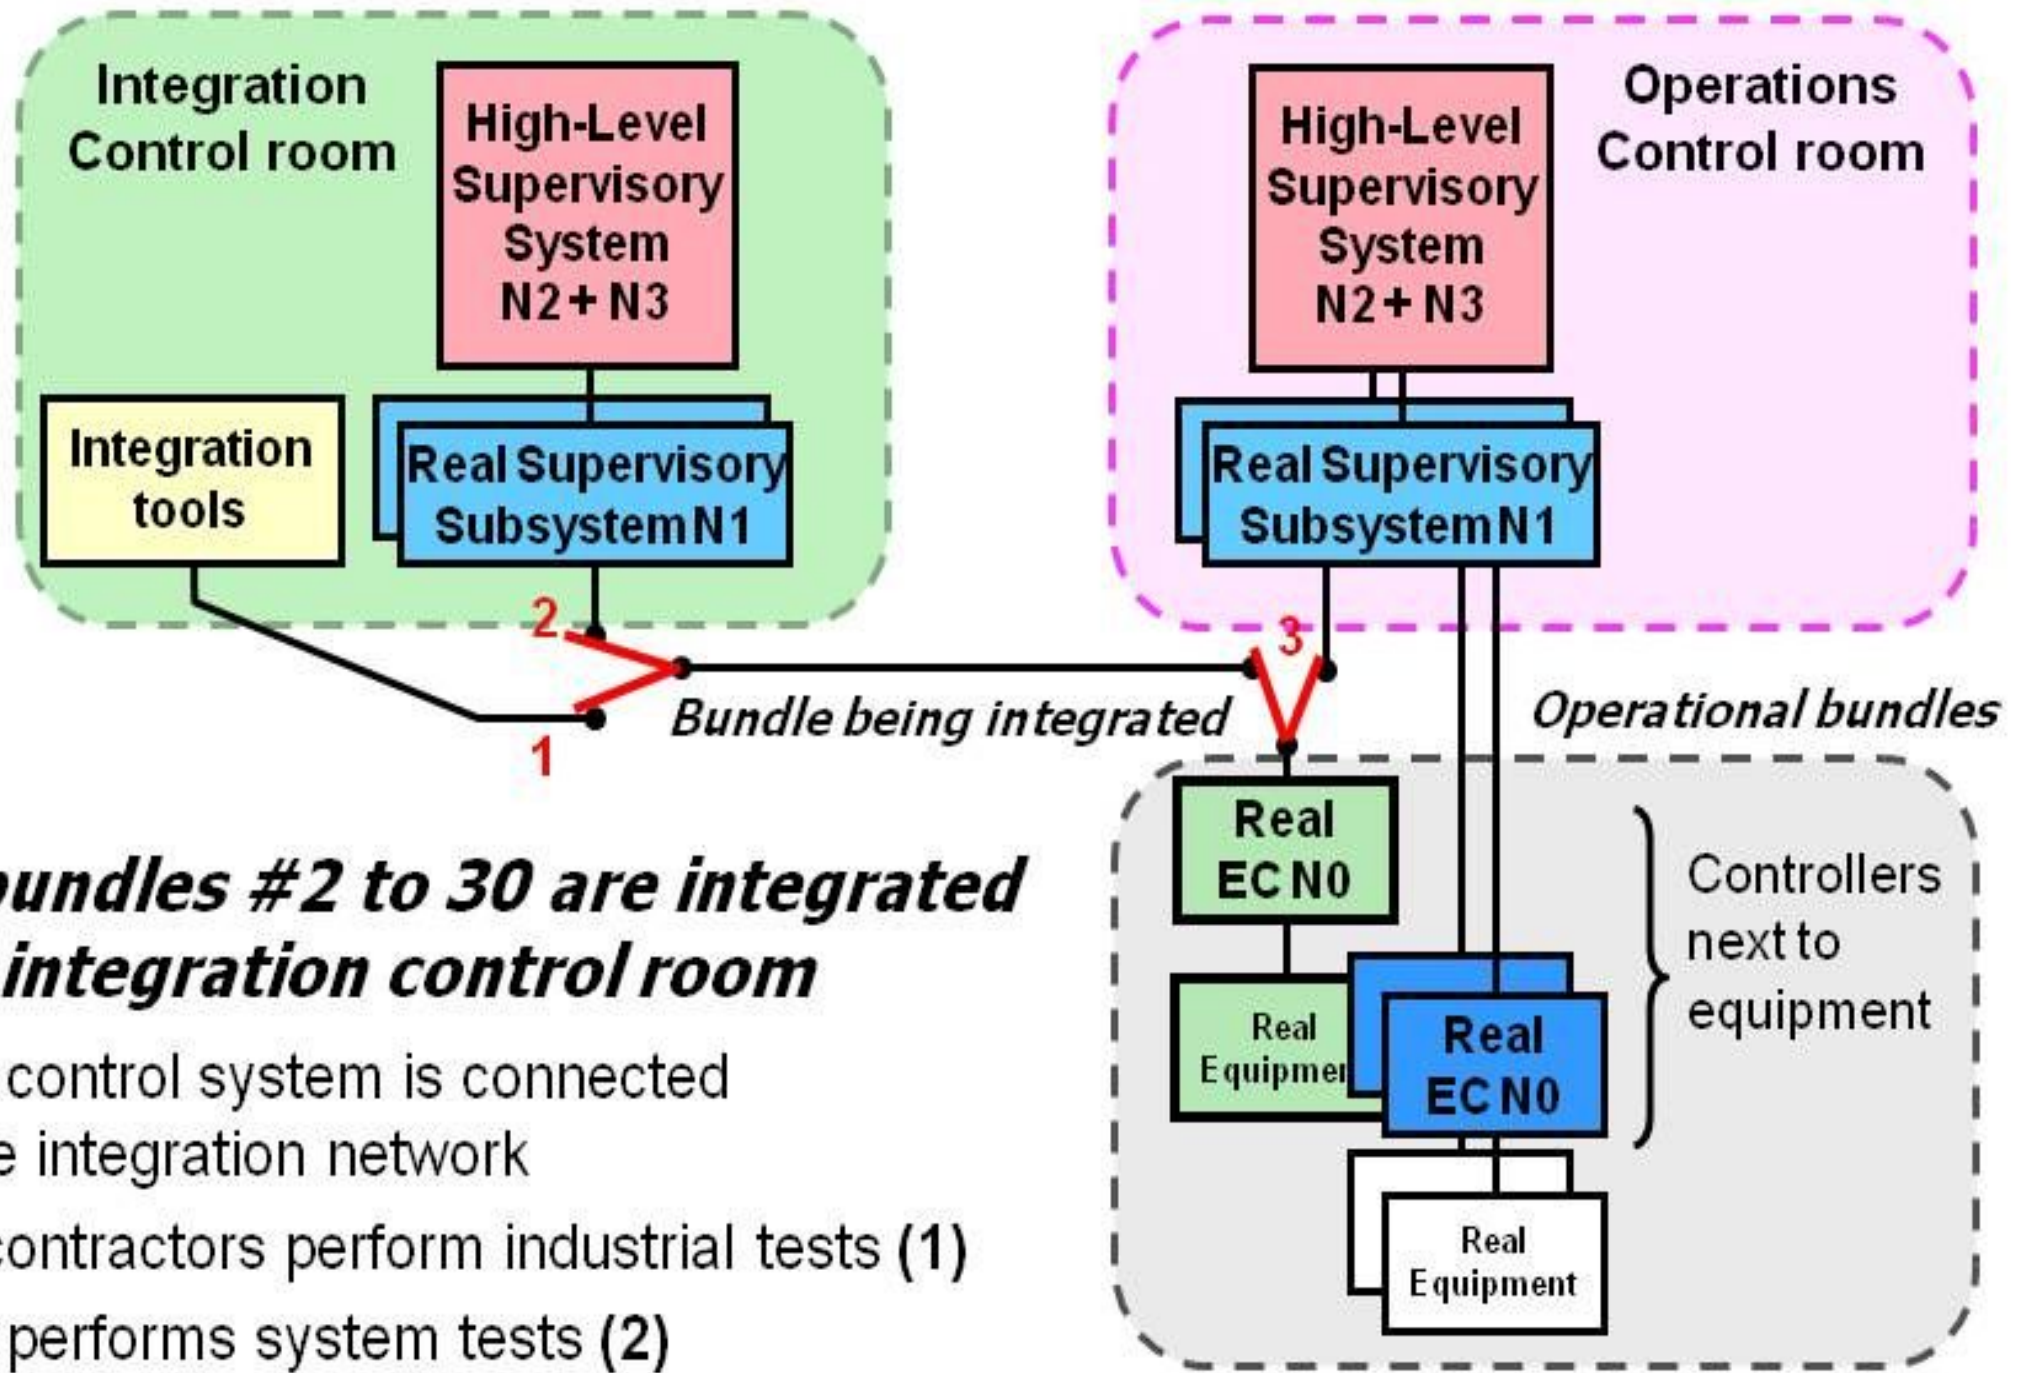 Integration
Control room
High-Level
Supervisory
System
N2 + N3
Integration
tools
Real Supervisory
Subsystem N1
Operations
Control room
High-Level
Supervisory
System
N2 + N3
Real Supervisory
Subsystem N1
2
1
3
Bundle being integrated
Operational bundles
Real
EC N0
Real
Real
EC N0
Real
Equipment
Controllers
next to
equipment
#2 to 30 are integrated
integration control room
control system is connected
integration network
perform industrial tests (1)
performs system tests (2)